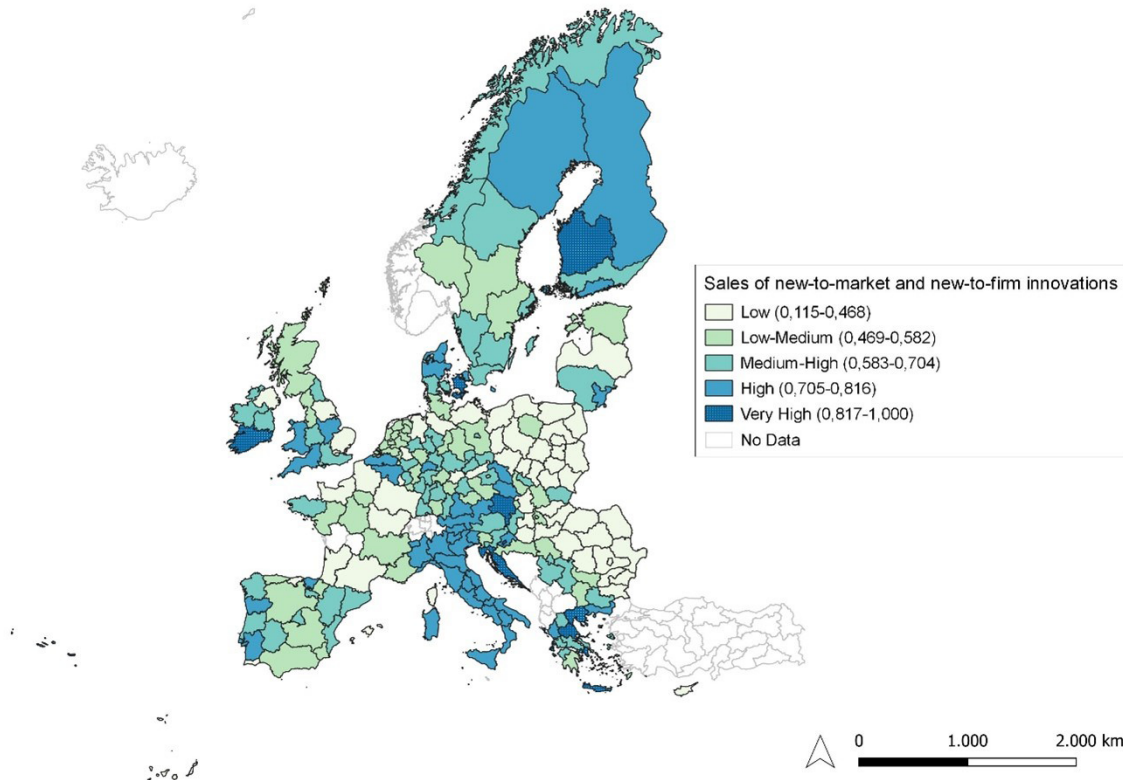 Sales of new-to-market and new-to-firm innovations
Low (0,115-0,468)
Low-Medium (0,469-0,582)
Medium-High (0,583-0,704)
High (0,705-0,816)
Very High (0,817-1,000)
No Data
0 1.000 2.000 km